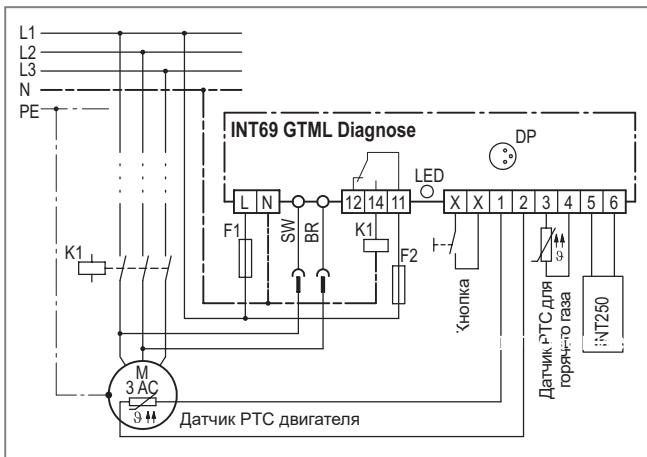 L1
L2
L3
N
PE
INT69 GTML Diagnose
DP
LED
L N
12 14 11
X X 1 2 3 4 5 6
F1
SW
BR
K1
F2
K1
Кнопка
Датчик PTC для
горячего газа
INT250
M
3 AC
ϑ
ϑ
Датчик PTC двигателя